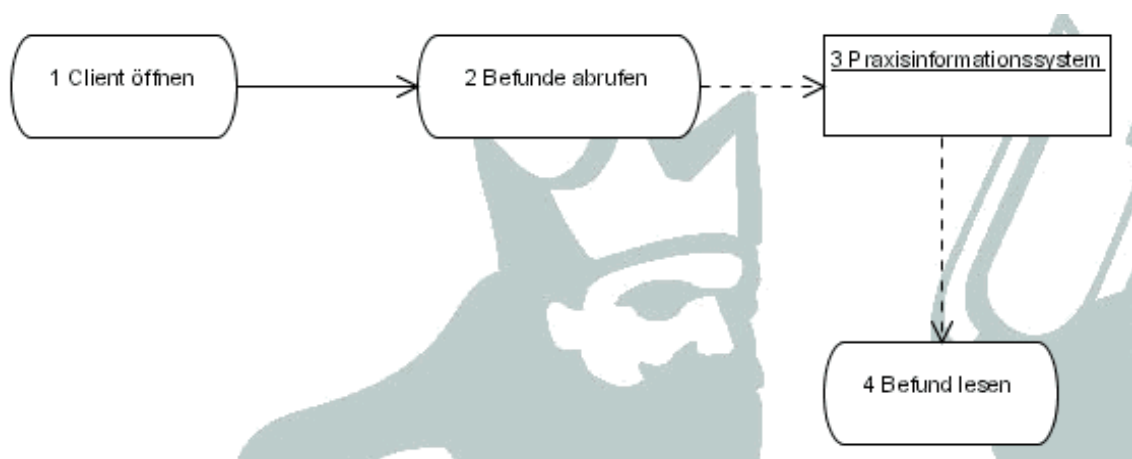 1 Client öffnen
2 Befunde abrufen
3 Praxisinformationssystem
4 Befund lesen